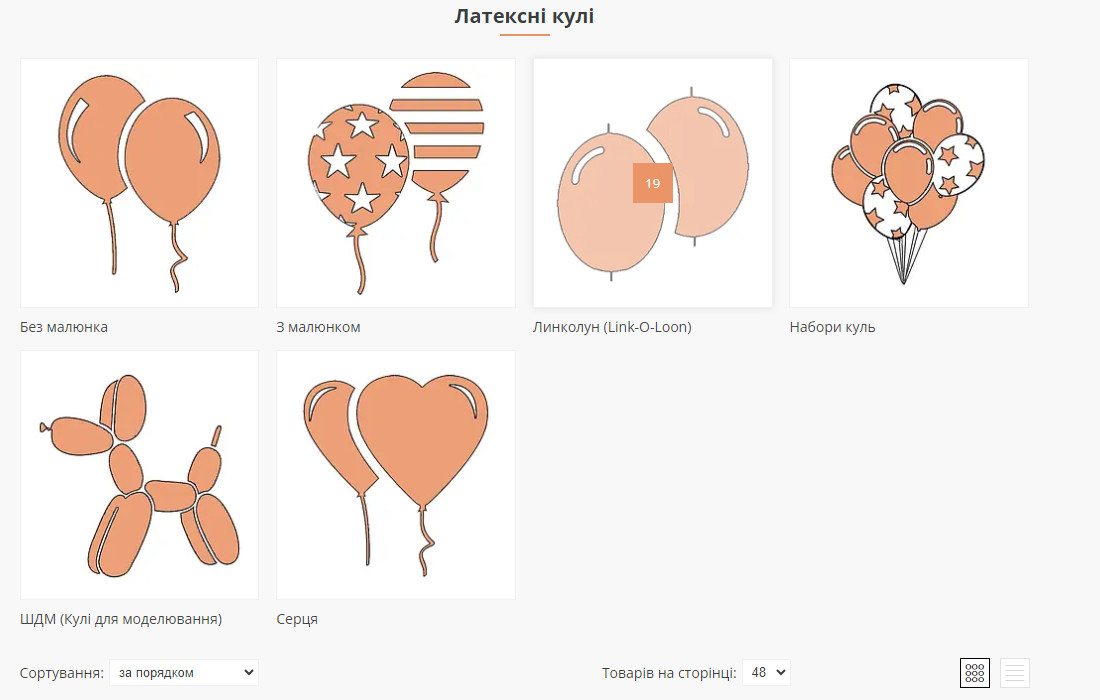 Латексні кулі
19
Без малюнка
З малюнком
Линколун (Link-O-Loon)
Набори куль
ШДМ (Кулі для моделювання)
Серця
Сортування: за порядком
Товарів на сторінці: 48